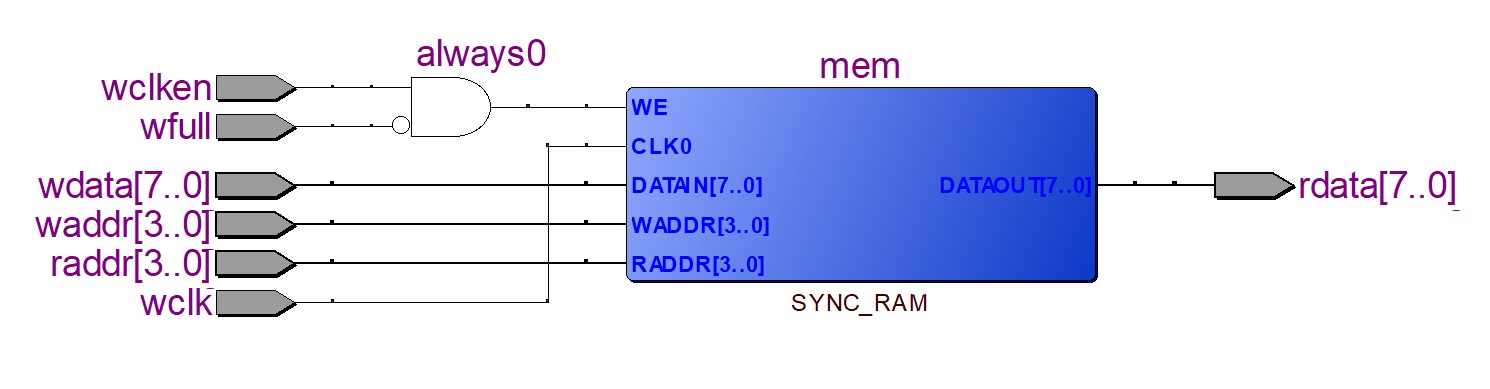 always0
mem
wclken
wfull
wdata[7..0]
waddr[3..0]
raddr[3..0]
wclk
WE
CLK0
DATAIN[7..0]
WADDR[3..0]
RADDR[3..0]
DATAOUT[7..0]
rdata[7..0]
SYNC_RAM